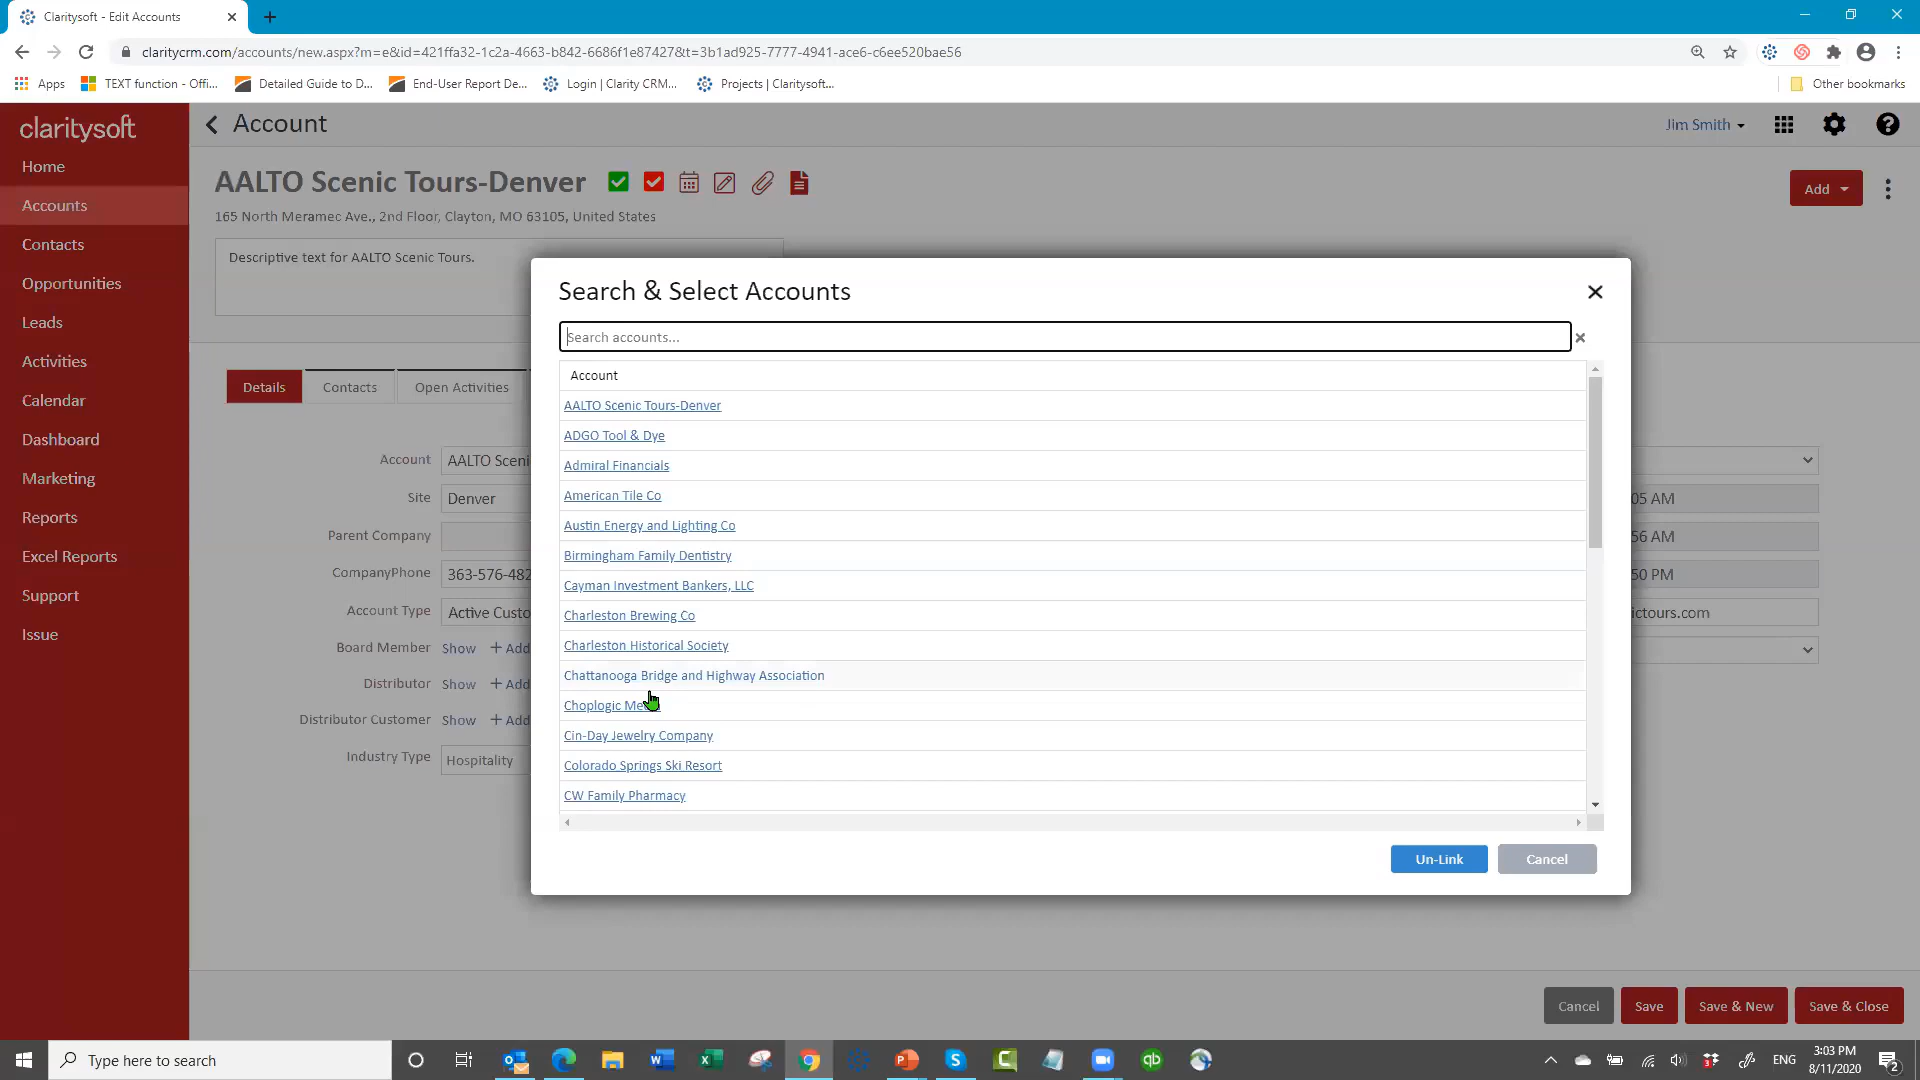 Claritysoft - Edit Accounts
claritycrm.com/accounts/new.aspx?m=e&id=421ffa32-1c2a-4663-b842-6686f1e87427&t=3b1ad925-7777-4941-ace6-c6ee520bae56
Apps
TEXT function - Offi...
Detailed Guide to D...
End-User Report De...
Login | Clarity CRM...
Projects | Claritysoft...
Other bookmarks
claritysoft
Home
Accounts
Contacts
Opportunities
Leads
Activities
Calendar
Dashboard
Marketing
Reports
Excel Reports
Support
Issue
Account
Jim Smith
AALTO Scenic Tours-Denver
Add
165 North Meramec Ave., 2nd Floor, Clayton, MO 63105, United States
Descriptive text for AALTO Scenic Tours.
Details
Contacts
Open Activities
Account AALTO Sceni
Site Denver
Parent Company
CompanyPhone 363-576-482
Account Type Active Custo
Board Member Show + Add
Distributor Show + Add
Distributor Customer Show + Add
Industry Type Hospitality
05 AM
56 AM
50 PM
ictours.com
Search & Select Accounts
Search accounts...
Account
AALTO Scenic Tours-Denver
ADGO Tool & Dye
Admiral Financials
American Tile Co
Austin Energy and Lighting Co
Birmingham Family Dentistry
Cayman Investment Bankers, LLC
Charleston Brewing Co
Charleston Historical Society
Chattanooga Bridge and Highway Association
Choplogic
Cin-Day Jewelry Company
Colorado Springs Ski Resort
CW Family Pharmacy
Un-Link
Cancel
Cancel
Save
Save & New
Save & Close
Type here to search
ENG
3:03 PM
8/11/2020
2